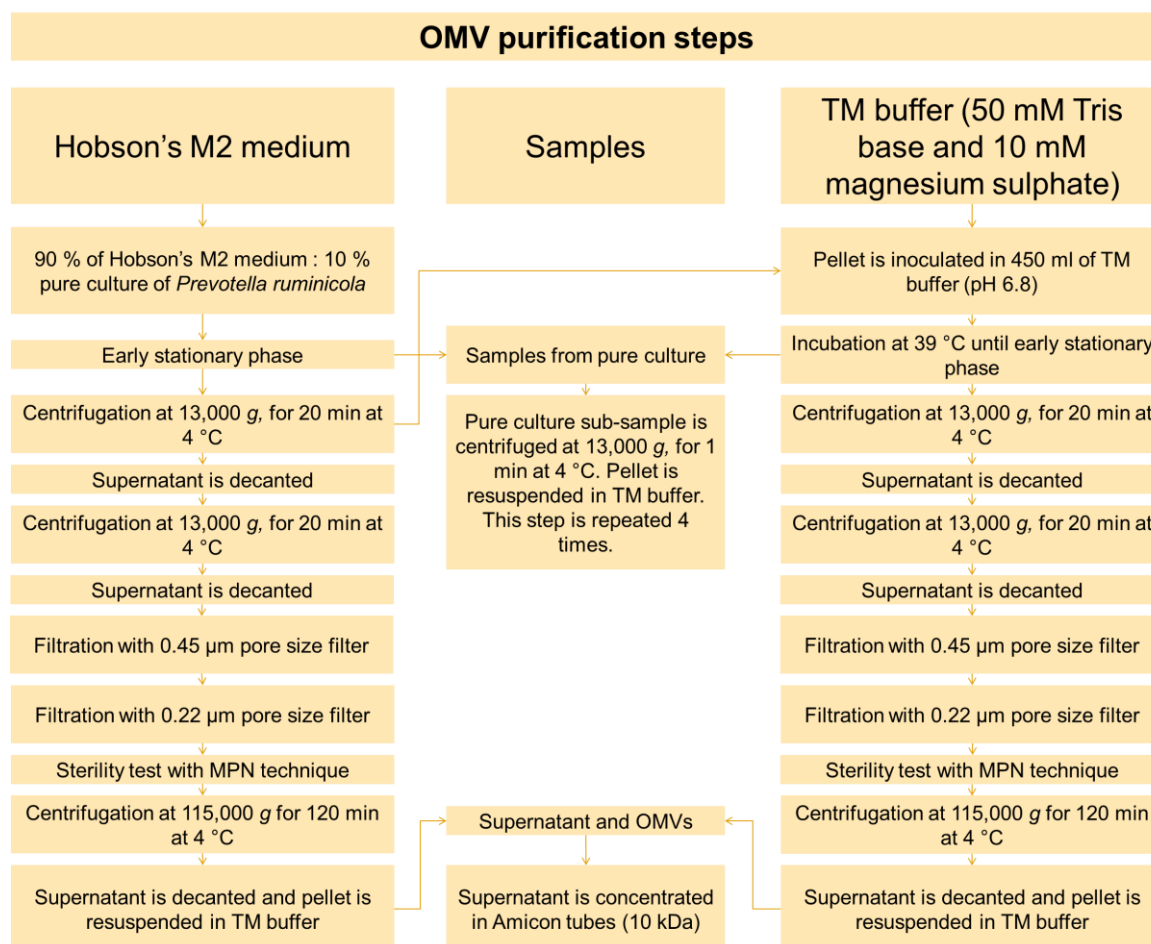 OMV purification steps
Hobson's M2 medium
90 % of Hobson's M2 medium : 10 %
pure culture of Prevotella ruminicola
Early stationary phase
Centrifugation at 13,000 g, for 20 min at
4 °C
Supernatant is decanted
Centrifugation at 13,000 g, for 20 min at
4 °C
Supernatant is decanted
Filtration with 0.45 µm pore size filter
Filtration with 0.22 µm pore size filter
Sterility test with MPN technique
Centrifugation at 115,000 g for 120 min
at 4 °C
Supernatant is decanted and pellet is
resuspended in TM buffer
Samples
Samples from pure culture
Pure culture sub-sample is
centrifuged at 13,000 g, for 1
min at 4 °C. Pellet is
resuspended in TM buffer.
This step is repeated 4
times.
Supernatant and OMVs
Supernatant is concentrated
in Amicon tubes (10 kDa)
TM buffer (50 mM Tris
base and 10 mM
magnesium sulphate)
Pellet is inoculated in 450 ml of TM
buffer (pH 6.8)
Incubation at 39 °C until early stationary
phase
Centrifugation at 13,000 g, for 20 min at
4 °C
Supernatant is decanted
Centrifugation at 13,000 g, for 20 min at
4 °C
Supernatant is decanted
Filtration with 0.45 µm pore size filter
Filtration with 0.22 µm pore size filter
Sterility test with MPN technique
Centrifugation at 115,000 g for 120 min
at 4 °C
Supernatant is decanted and pellet is
resuspended in TM buffer